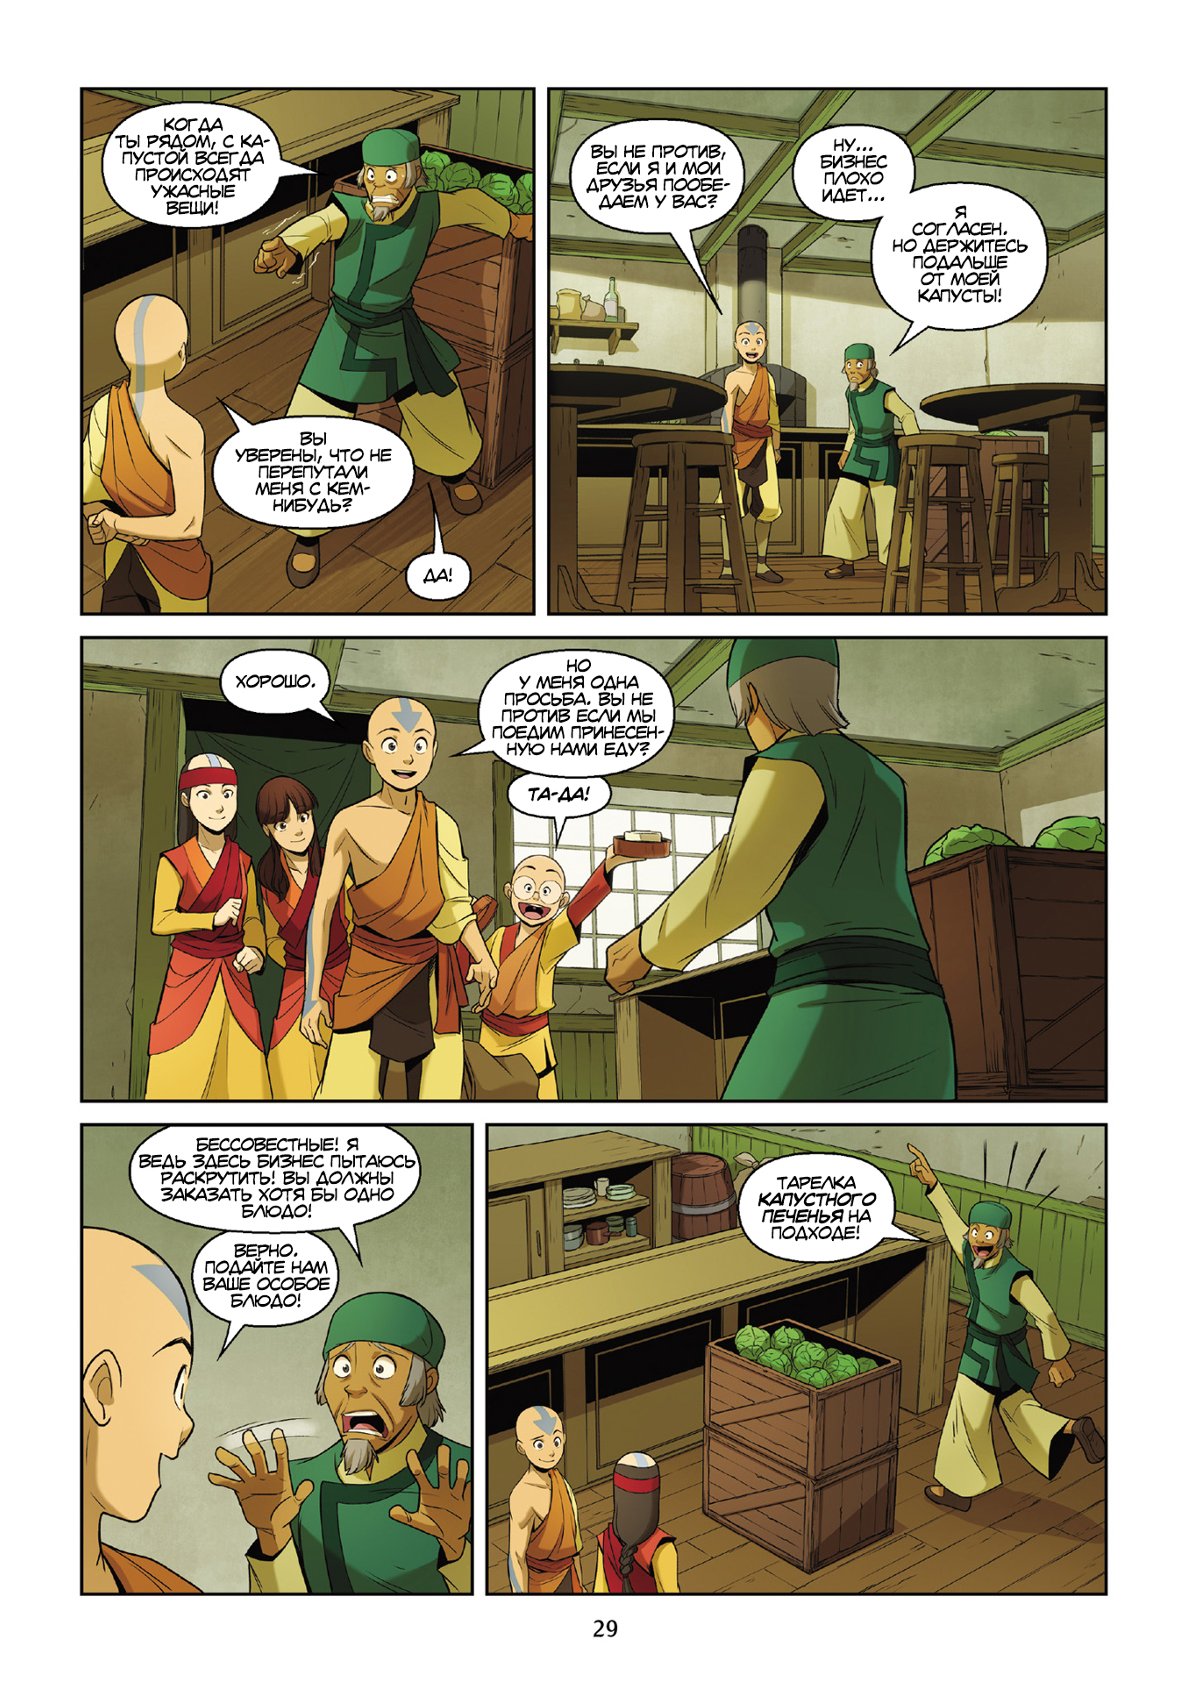 КОГДА
ТЫ РЯДОМ, С КА-
ПУСТОЙ ВСЕГДА
ПРОИСХОДЯТ
УЖАСНЫЕ
ВЕЩИ!
ВЫ
УВЕРЕНЫ, ЧТО НЕ
ПЕРЕПУТАЛИ
МЕНЯ С КЕМ-
НИБУДЬ?
ДА!
ВЫ НЕ ПРОТИВ,
ЕСЛИ Я И МОИ
ДРУЗЬЯ ПООБЕ-
ДАЕМ У ВАС?
НУ...
БИЗНЕС
ПЛОХО
ИДЕТ...
Я
СОГЛАСЕН.
НО ДЕРЖИТЕСЬ
ПОДАЛЬШЕ
ОТ МОЕЙ
КАПУСТЫ!
ХОРОШО.
НО
У МЕНЯ ОДНА
ПРОСЬБА. ВЫ НЕ
ПРОТИВ ЕСЛИ МЫ
ПОЕДИМ ПРИНЕСЕН-
НУЮ НАМИ ЕДУ?
ТА-ДА!
БЕССОВЕСТНЫЕ! Я
ВЕДЬ ЗДЕСЬ БИЗНЕС ПЫТАЮСЬ
РАСКРУТИТЬ! ВЫ ДОЛЖНЫ
ЗАКАЗАТЬ ХОТЯ БЫ ОДНО
БЛЮДО!
ВЕРНО.
ПОДАЙТЕ НАМ
ВАШЕ ОСОБОЕ
БЛЮДО!
ТАРЕЛКА
КАПУСТНОГО
ПЕЧЕНЬЯ НА
ПОДХОДЕ!
29